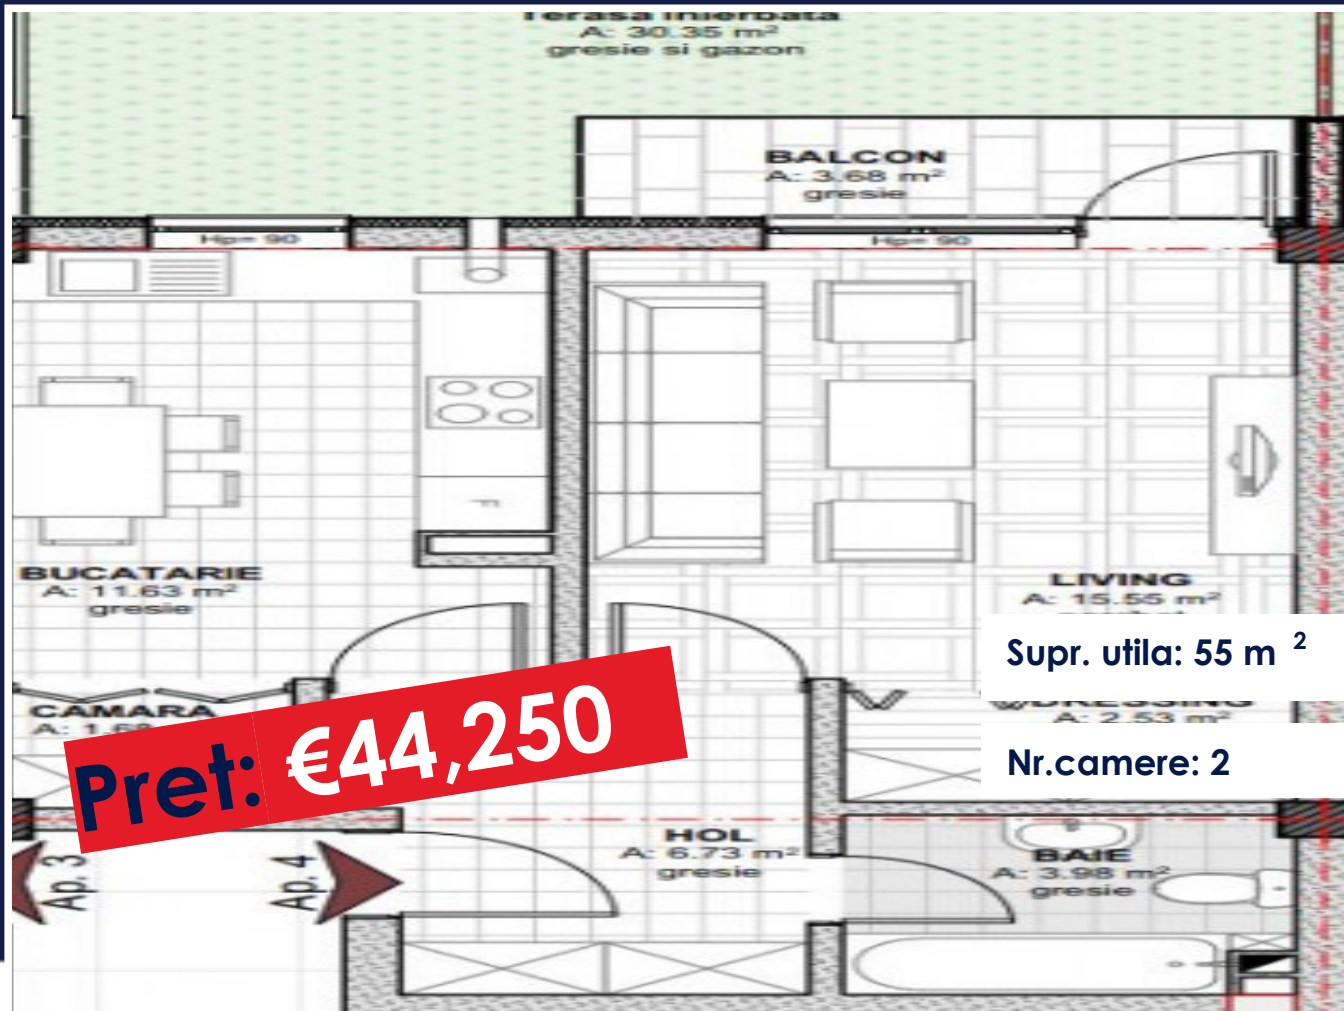 Terasa inierbata
A: 30.35 m²
gresie si gazon
BALCON
A: 3.68 m²
gresie
Hp= 90
Hp= 90
BUCATARIE
A: 11.63 m²
gresie
LIVING
A: 15.55 m²
Supr. utila: 55 m ²
CAMARA
DRESSING
A: 2.53 m²
Pret: €44,250
Nr.camere: 2
HOL
A: 6.73 m²
gresie
BAIE
A: 3.98 m²
gresie
Ap. 3
Ap. 4